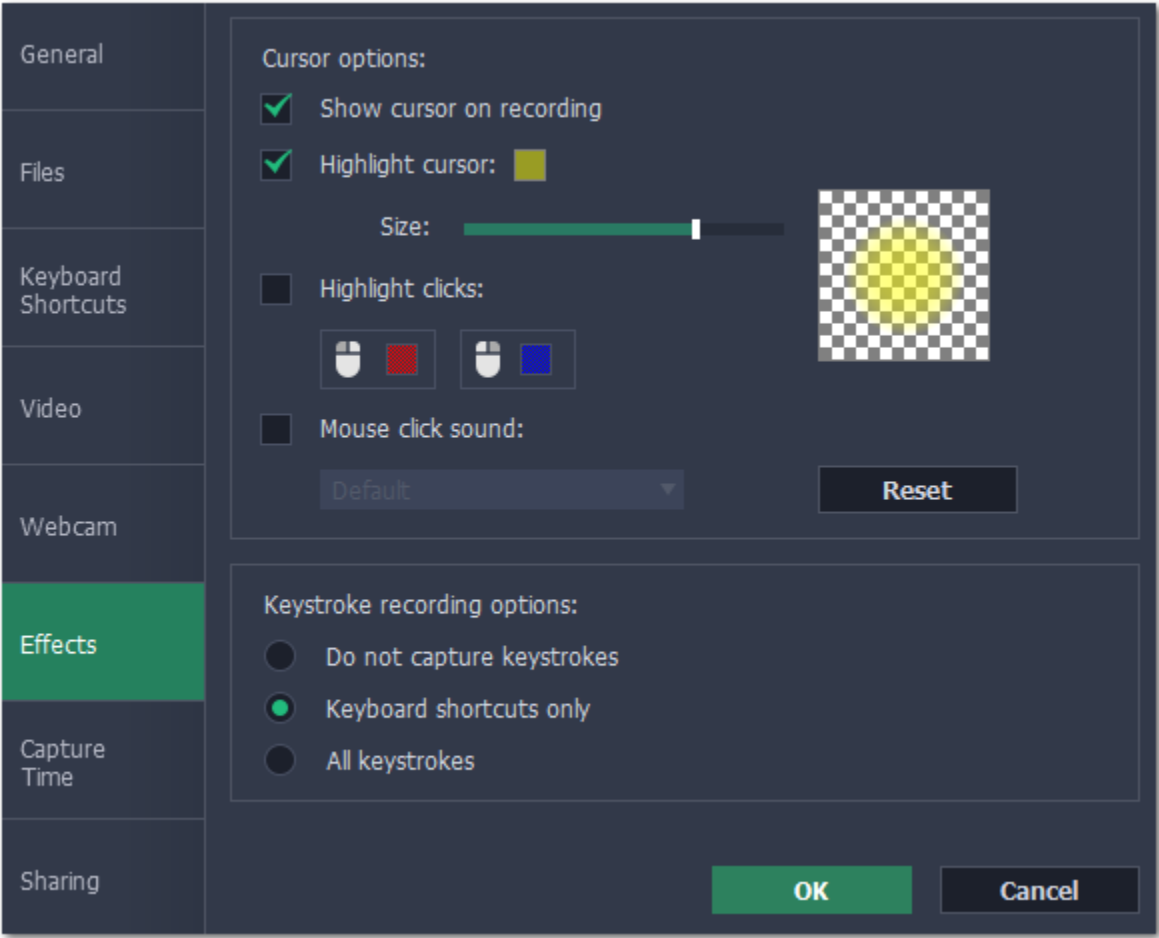 General
Files
Keyboard
Shortcuts
Video
Webcam
Effects
Capture
Time
Sharing
Cursor options:
Show cursor on recording
Highlight cursor:
Size:
Highlight clicks:
Mouse click sound:
Default
Reset
Keystroke recording options:
Do not capture keystrokes
Keyboard shortcuts only
All keystrokes
OK
Cancel